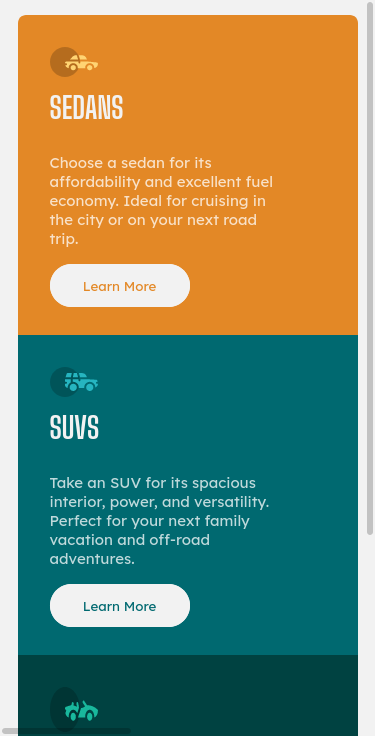 SEDANS
Choose a sedan for its
affordability and excellent fuel
economy. Ideal for cruising in
the city or on your next road
trip.
Learn More
SUVS
Take an SUV for its spacious
interior, power, and versatility.
Perfect for your next family
vacation and off-road
adventures.
Learn More